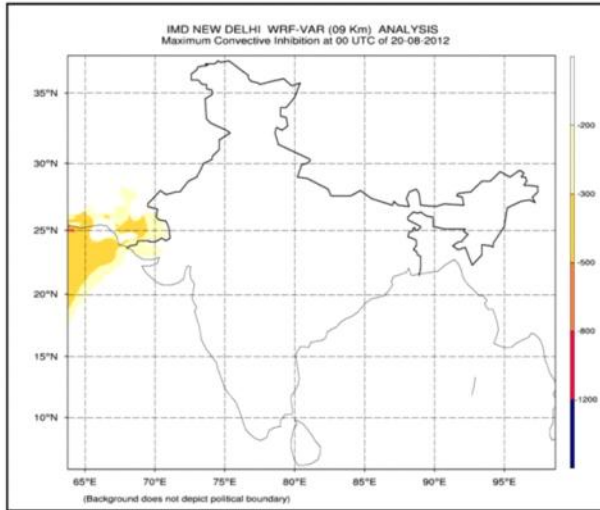 IMD NEW DELHI WRF-VAR (09 Km) ANALYSIS
Maximum Convective Inhibition at 00 UTC of 20-08-2012
35°N
30°N
25°N
20°N
15°N
10°N
65°E 70°E 75°E 80°E 85°E 90°E 95°E
-200
-300
-500
-800
-1200
(Background does not depict political boundary)